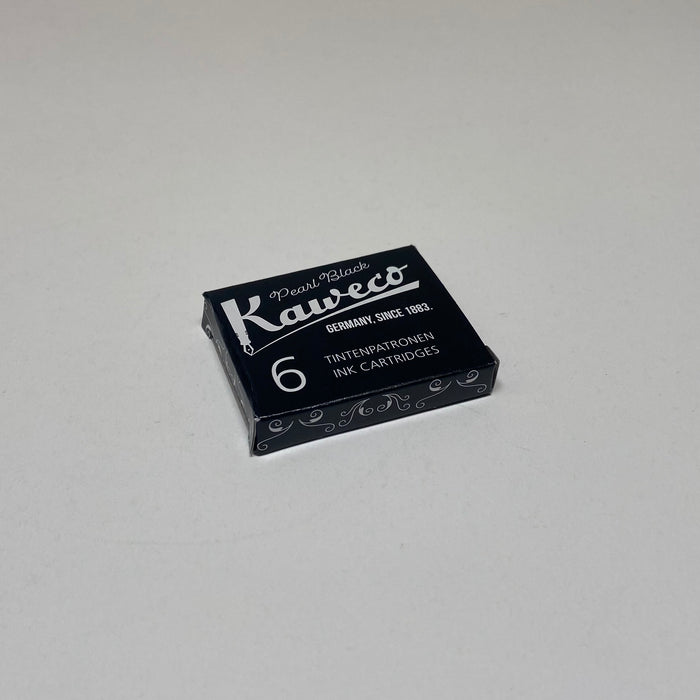 Pearl Black
Kaweco
GERMANY, SINCE 1883.
6
TINTENPATRONEN
INK CARTRIDGES